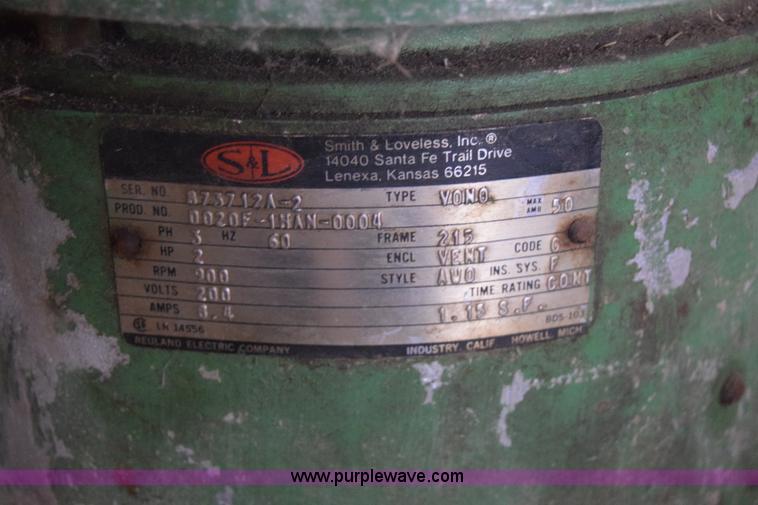 S&L
Smith & Loveless, Inc.®
14040 Santa Fe Trail Drive
Lenexa, Kansas 66215
SER. NO. 873712A-2 TYPE VONO MAX AMB 50
PROD. NO. 0020F-1HAN-0004
PH 3 HZ 60 FRAME 215 CODE G
HP 2 ENCL VENT INS. SYS. F
RPM 900 STYLE AWO TIME RATING CONT
VOLTS 200 1.15 S.F.
AMPS 8.4 BDS-103
LR 14556
REULAND ELECTRIC COMPANY INDUSTRY, CALIF HOWELL, MICH
www.purplewave.com